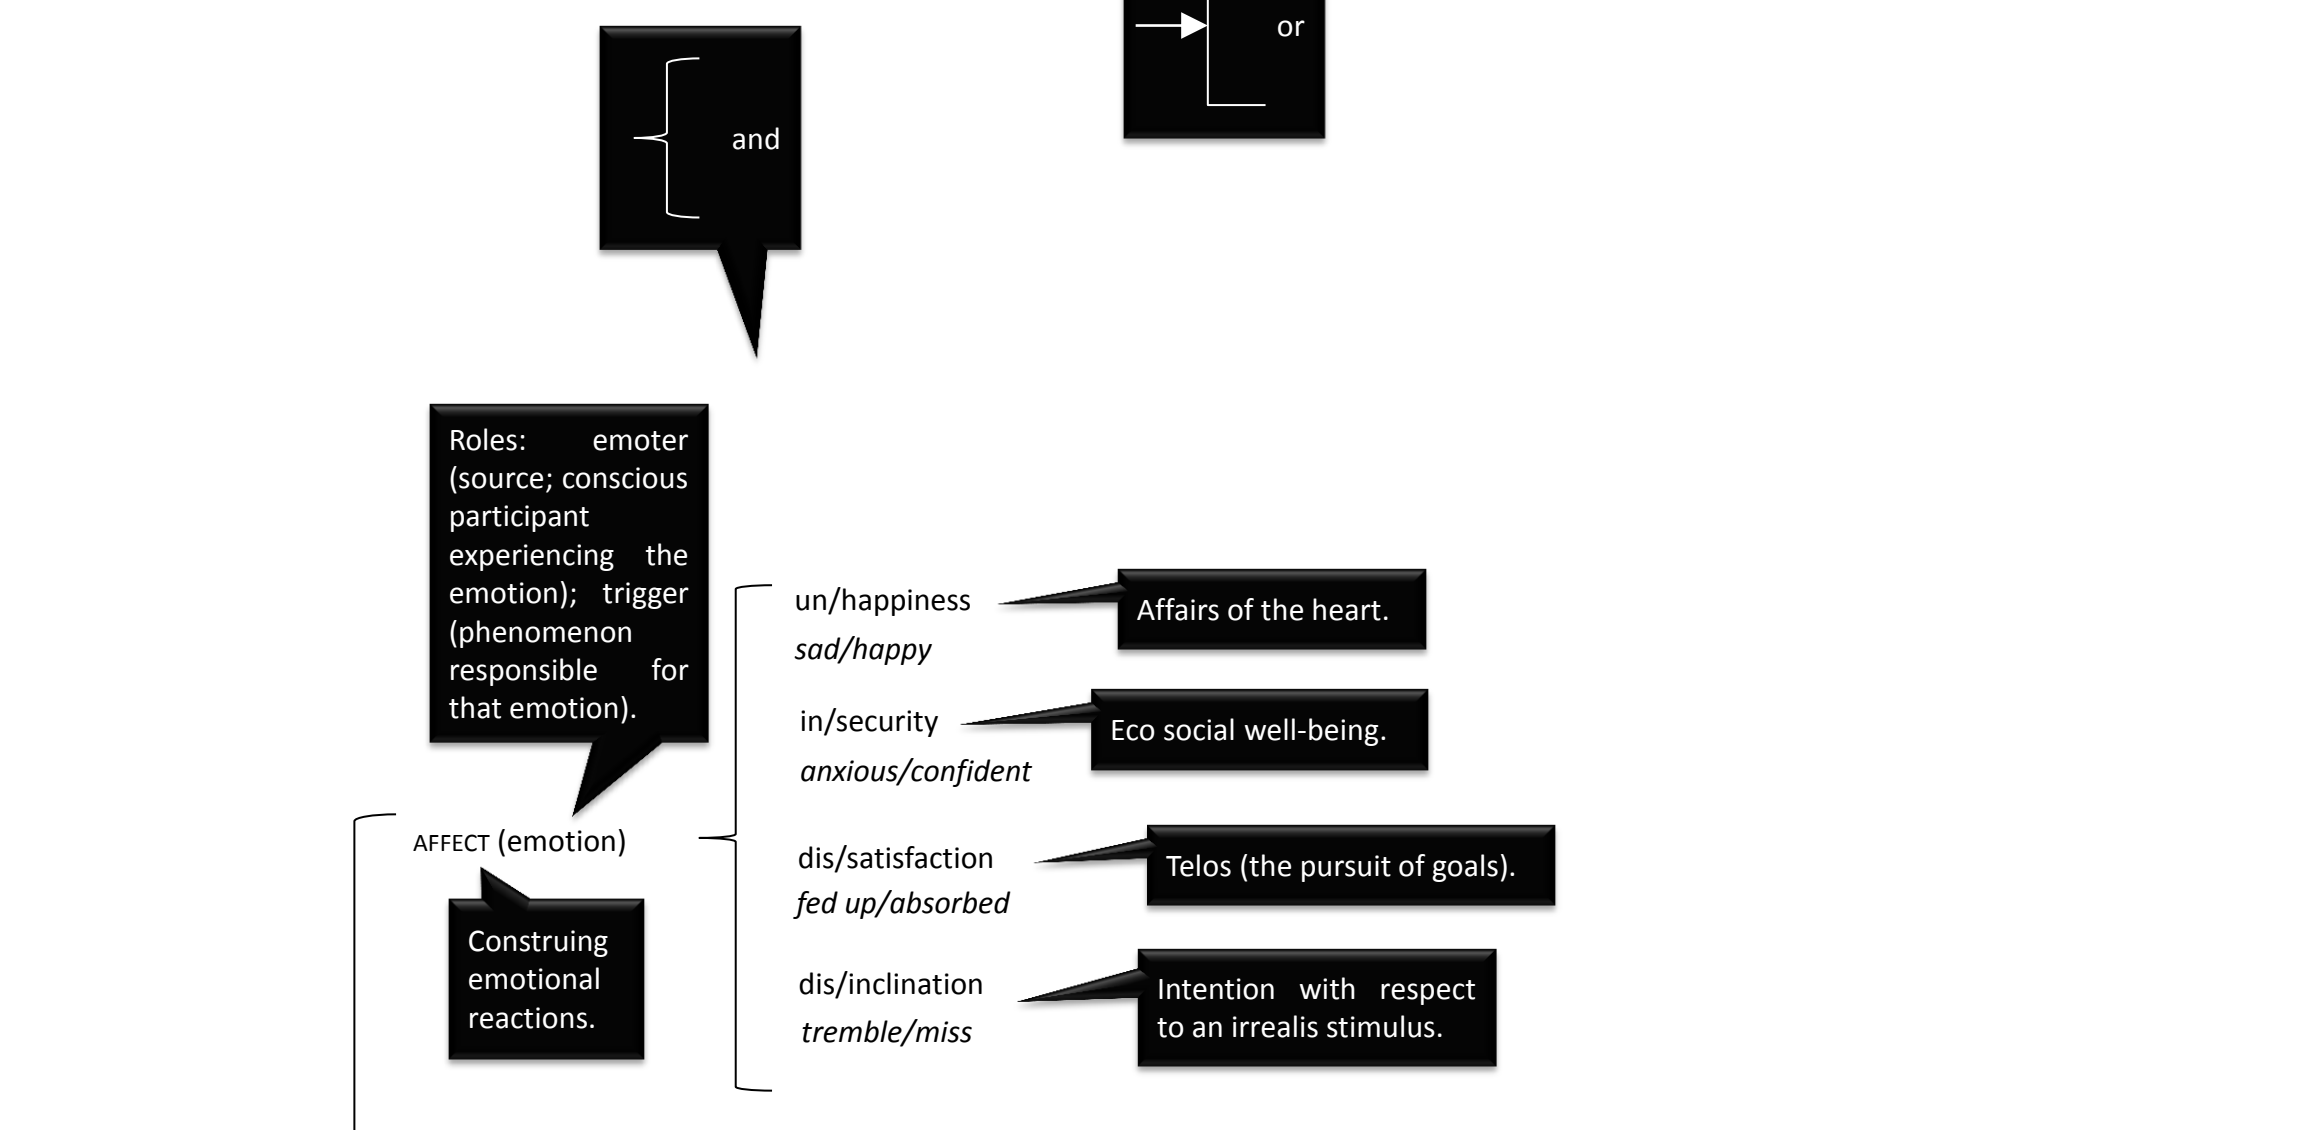 or
and
Roles: emoter
(source; conscious
participant
experiencing the
emotion); trigger
(phenomenon
responsible for
that emotion).
un/happiness
sad/happy
Affairs of the heart.
in/security
anxious/confident
Eco social well-being.
AFFECT (emotion)
dis/satisfaction
fed up/absorbed
Telos (the pursuit of goals).
Construing
emotional
reactions.
dis/inclination
tremble/miss
Intention with respect
to an irrealis stimulus.